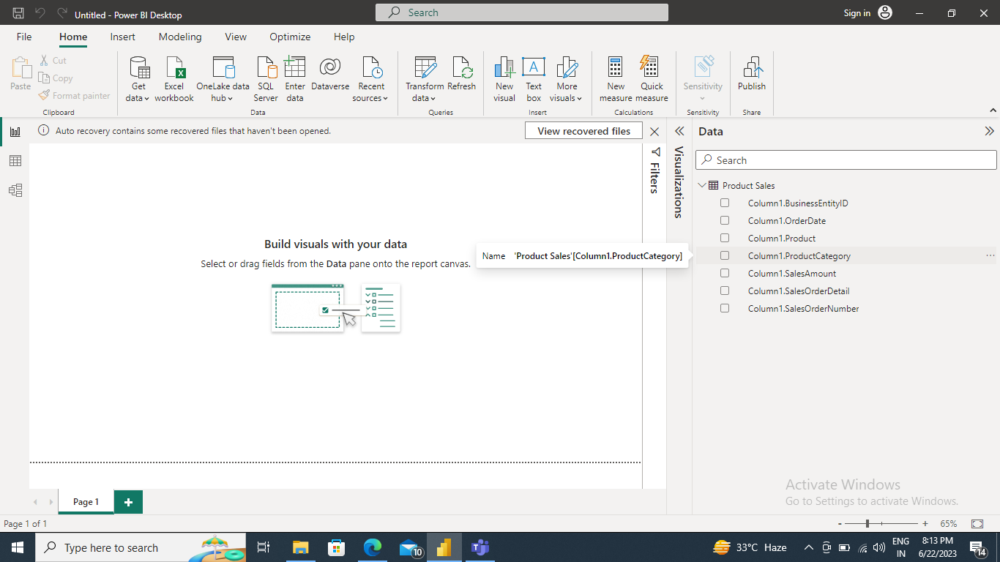 Untitled - Power BI Desktop
Search
Sign in
File Home Insert Modeling View Optimize Help
Paste
Cut
Copy
Format painter
Clipboard
Get data
Excel workbook
OneLake data hub
SQL Server
Enter data
Dataverse
Recent sources
Data
Transform data
Refresh
Queries
New visual
Text box
More visuals
Insert
New measure
Quick measure
Calculations
Sensitivity
Sensitivity
Publish
Share
Auto recovery contains some recovered files that haven't been opened.
View recovered files
Filters
Visualizations
Data
Search
Product Sales
Column1.BusinessEntityID
Column1.OrderDate
Column1.Product
Column1.ProductCategory
Column1.SalesAmount
Column1.SalesOrderDetail
Column1.SalesOrderNumber
Name 'Product Sales'[Column1.ProductCategory]
Build visuals with your data
Select or drag fields from the Data pane onto the report canvas.
Activate Windows
Go to Settings to activate Windows.
Page 1
Page 1 of 1
- + 65%
Type here to search
10
33°C Haze
ENG
IN
8:13 PM
6/22/2023
14